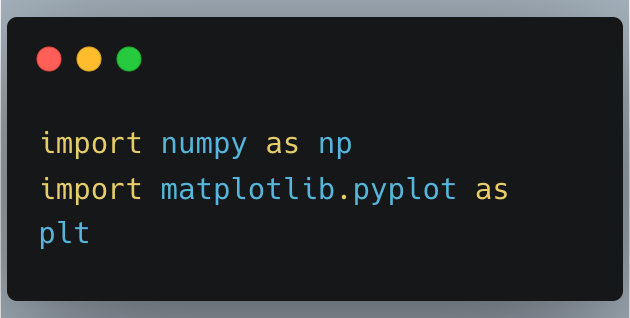 import numpy as np
import matplotlib.pyplot as
plt